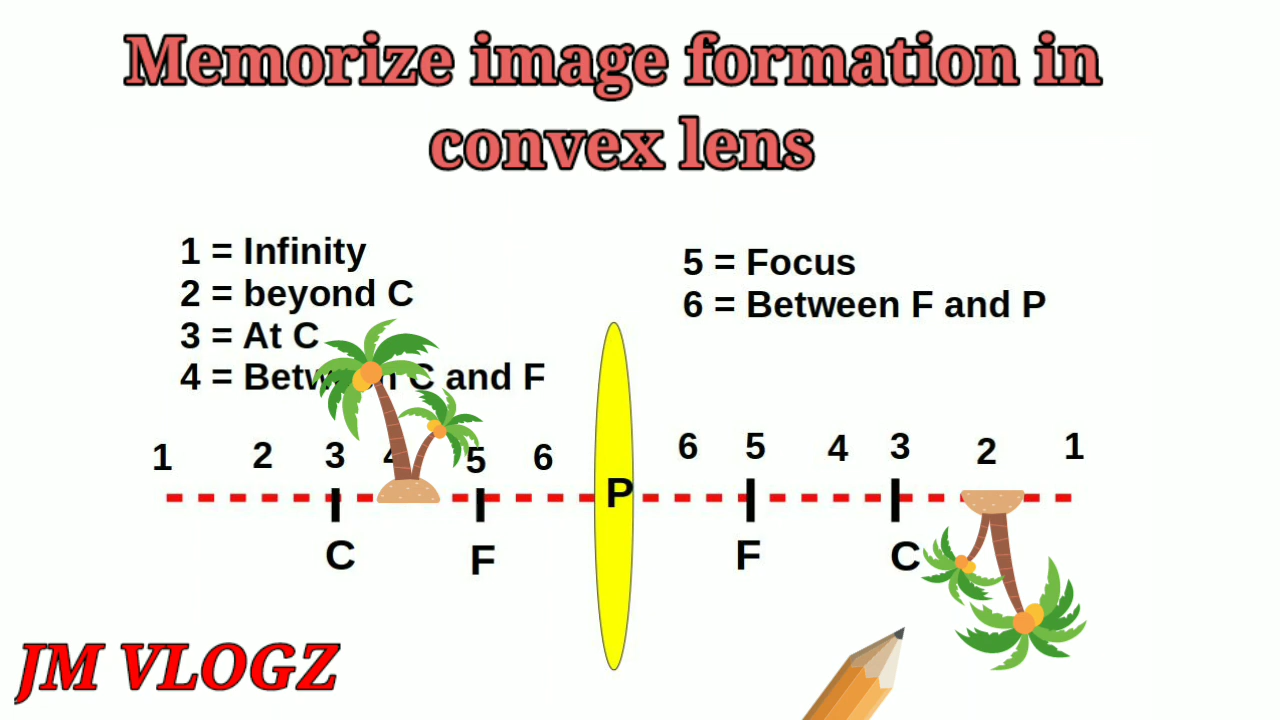 Memorize image formation in
convex lens
1 = Infinity
2 = beyond C
3 = At C
4 = Between C and F
5 = Focus
6 = Between F and P
1 2 3 4 5 6 6 5 4 3 2 1
P
C F F C
JM VLOGZ